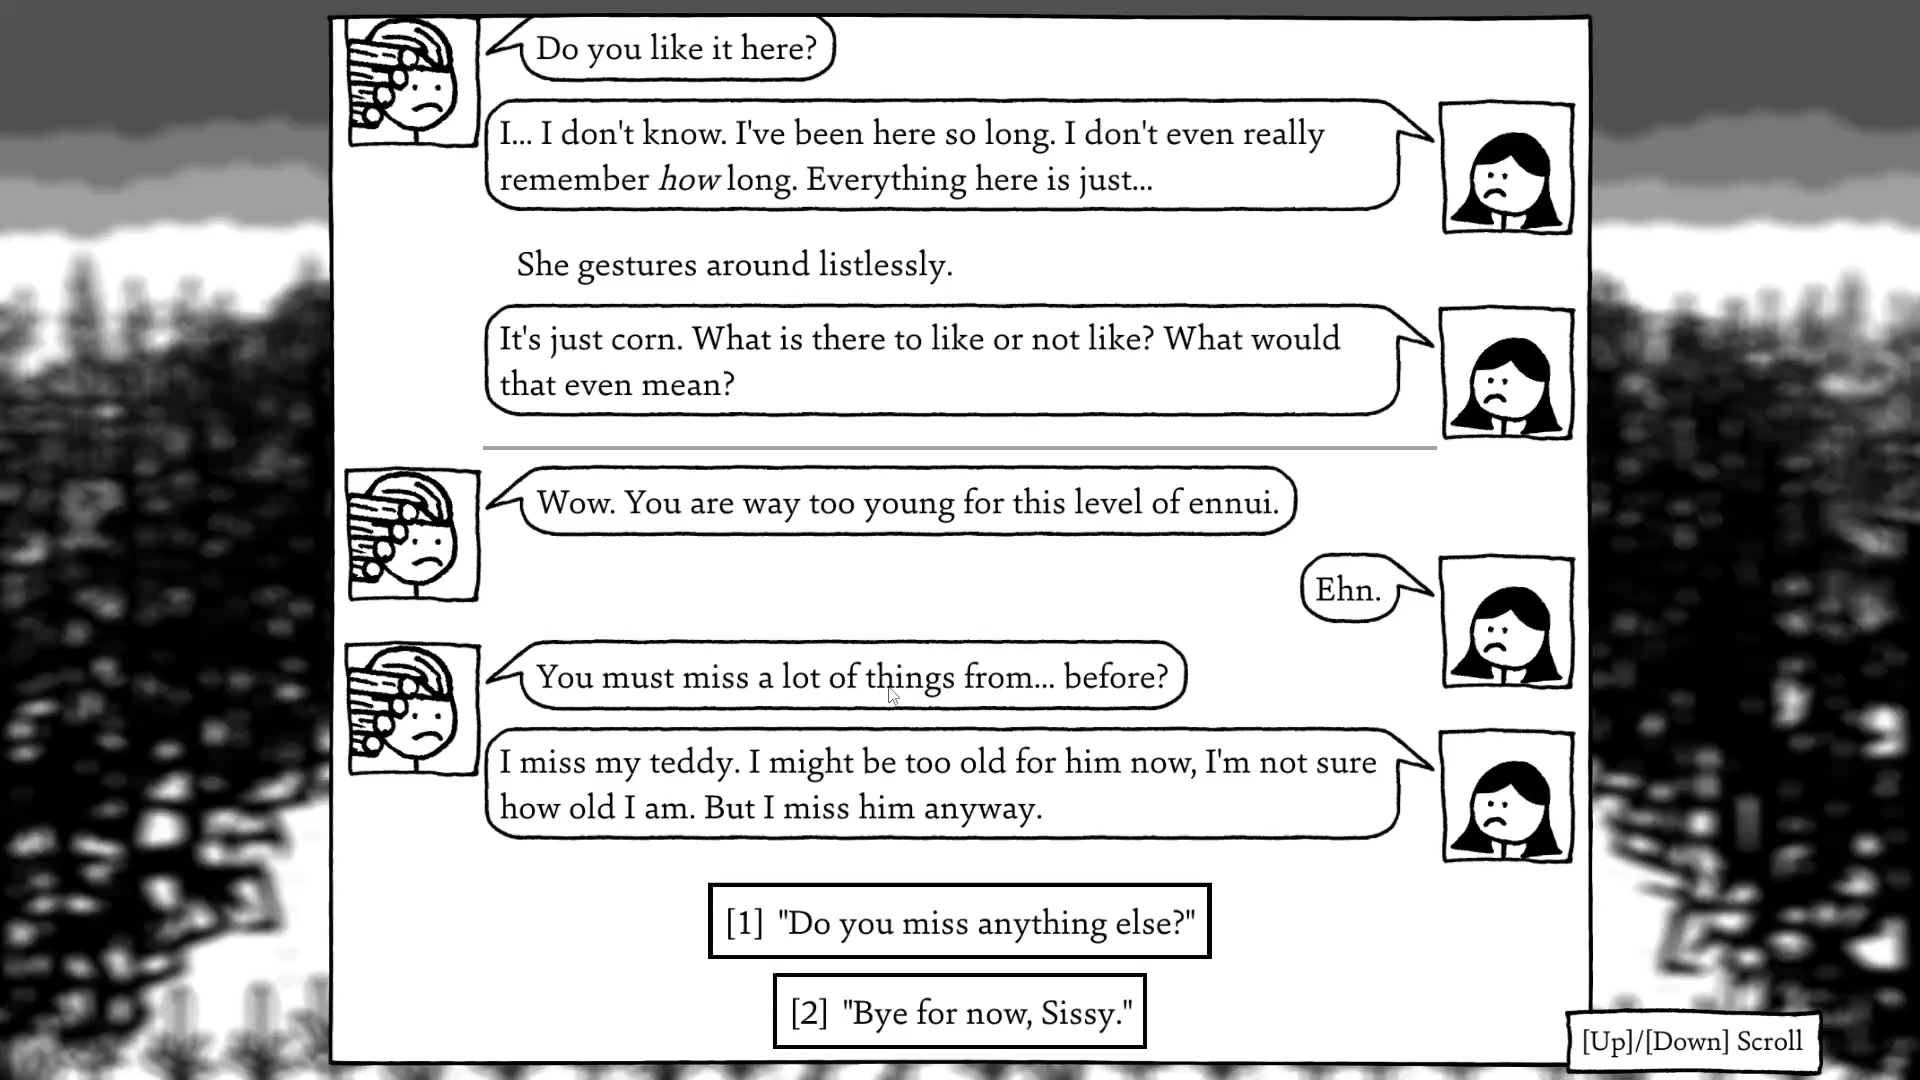 Do you like it here?
I... I don't know. I've been here so long. I don't even really
remember how long. Everything here is just...
She gestures around listlessly.
It's just corn. What is there to like or not like? What would
that even mean?
Wow. You are way too young for this level of ennui.
Ehn.
You must miss a lot of things from... before?
I miss my teddy. I might be too old for him now, I'm not sure
how old I am. But I miss him anyway.
[1] "Do you miss anything else?"
[2] "Bye for now, Sissy."
[Up]/[Down] Scroll